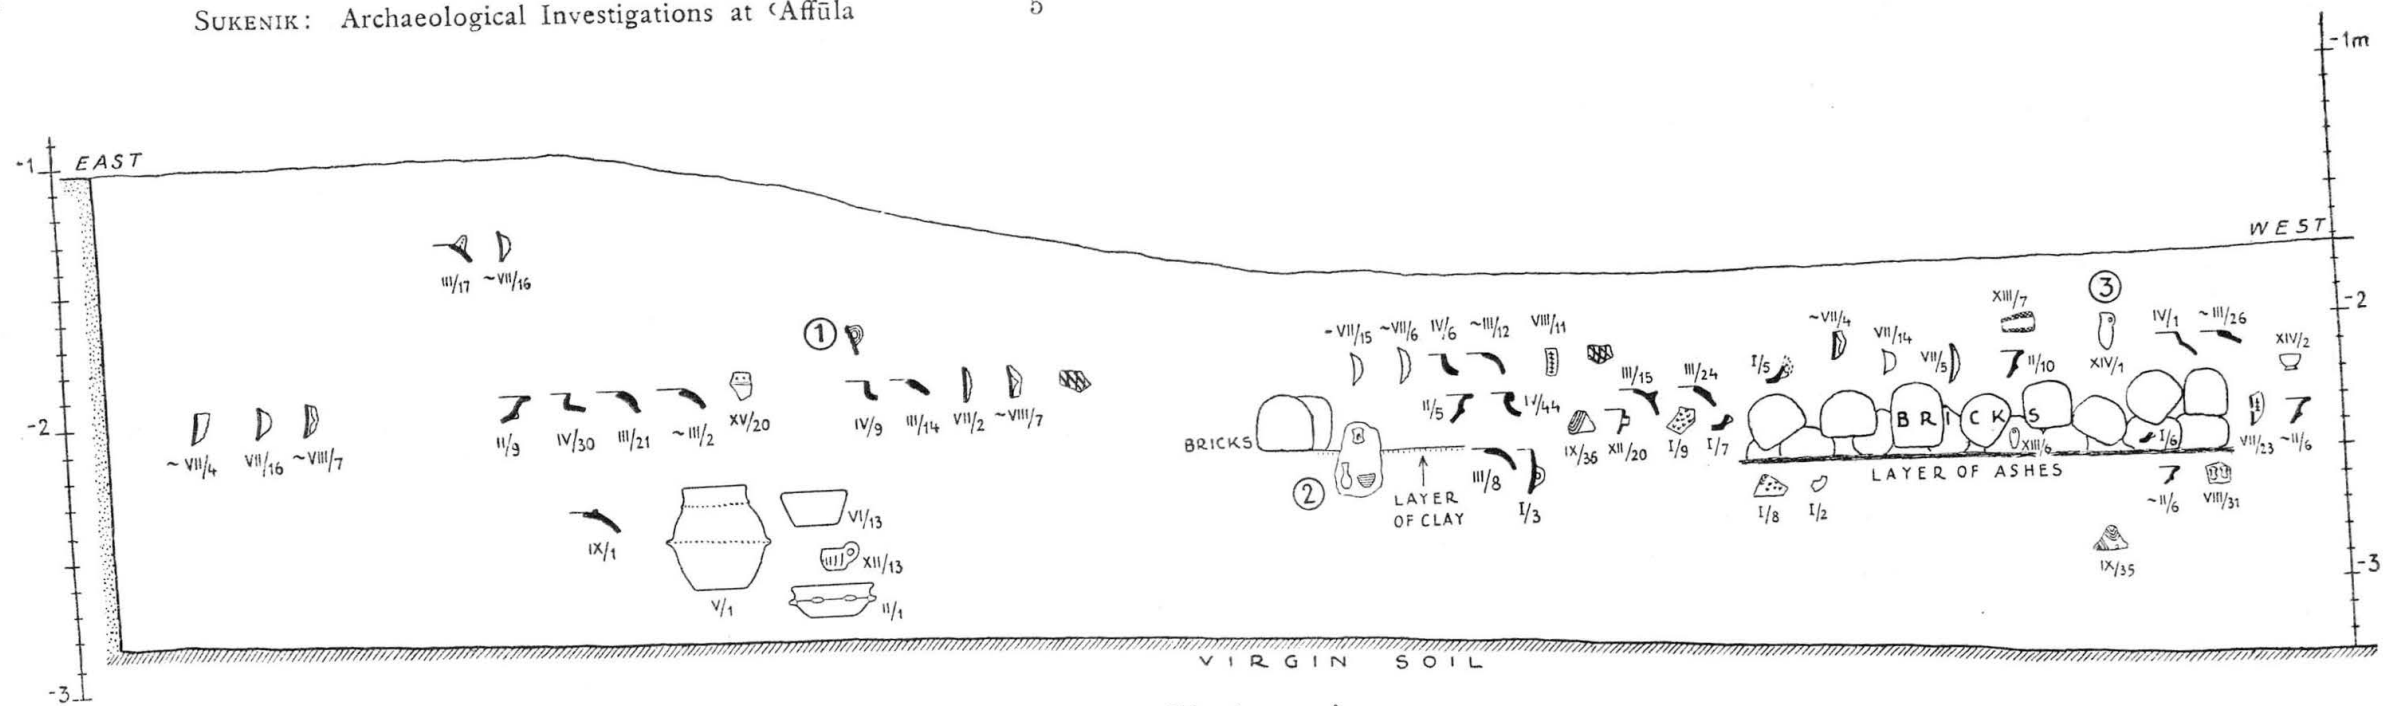 SUKENIK: Archaeological Investigations at ʿAffūla 5
-1m
-1 EAST
WEST
III/17 ~VII/16
XIII/7 ③
-2
①
-VII/15 ~VII/6 IV/6 ~III/12 VIII/11
~VII/4 VII/14 VII/5 II/10 XIV/1 IV/1 ~III/26 XIV/2
I/5
III/15 III/24
-2
~VII/4 VII/16 ~VIII/7
II/9 IV/30 III/21 ~III/2 XV/20
IV/9 III/14 VII/2 ~VIII/7
II/5 IV/44
IX/36 XII/20 I/9 I/7
BRICKS
BRICKS
XIII/6 I/6
VII/23 ~II/6
②
LAYER
OF CLAY
III/8 I/3
LAYER OF ASHES
I/8 I/2
~II/6 VIII/31
IX/1
V/1
VI/13
XII/13
II/1
IX/35
-3
VIRGIN SOIL
-3